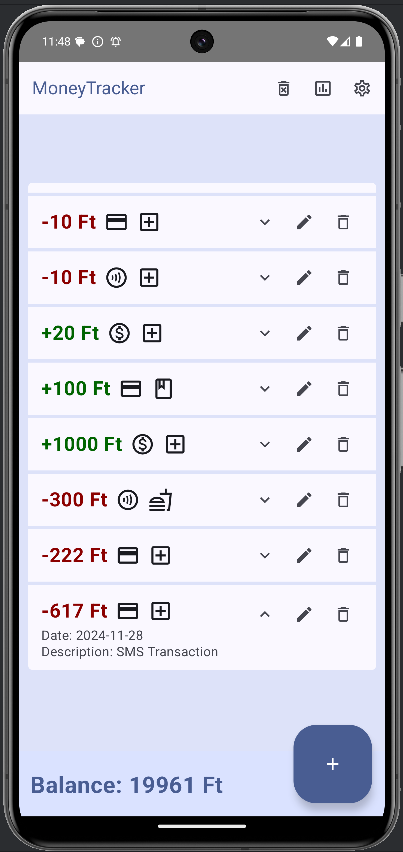 11:48
MoneyTracker
-10 Ft
-10 Ft
+20 Ft
+100 Ft
+1000 Ft
-300 Ft
-222 Ft
-617 Ft
Date: 2024-11-28
Description: SMS Transaction
Balance: 19961 Ft
+